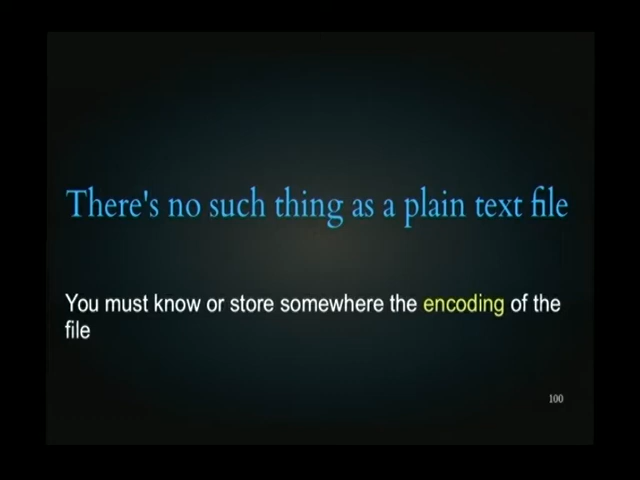 There's no such thing as a plain text file
You must know or store somewhere the encoding of the
file
100